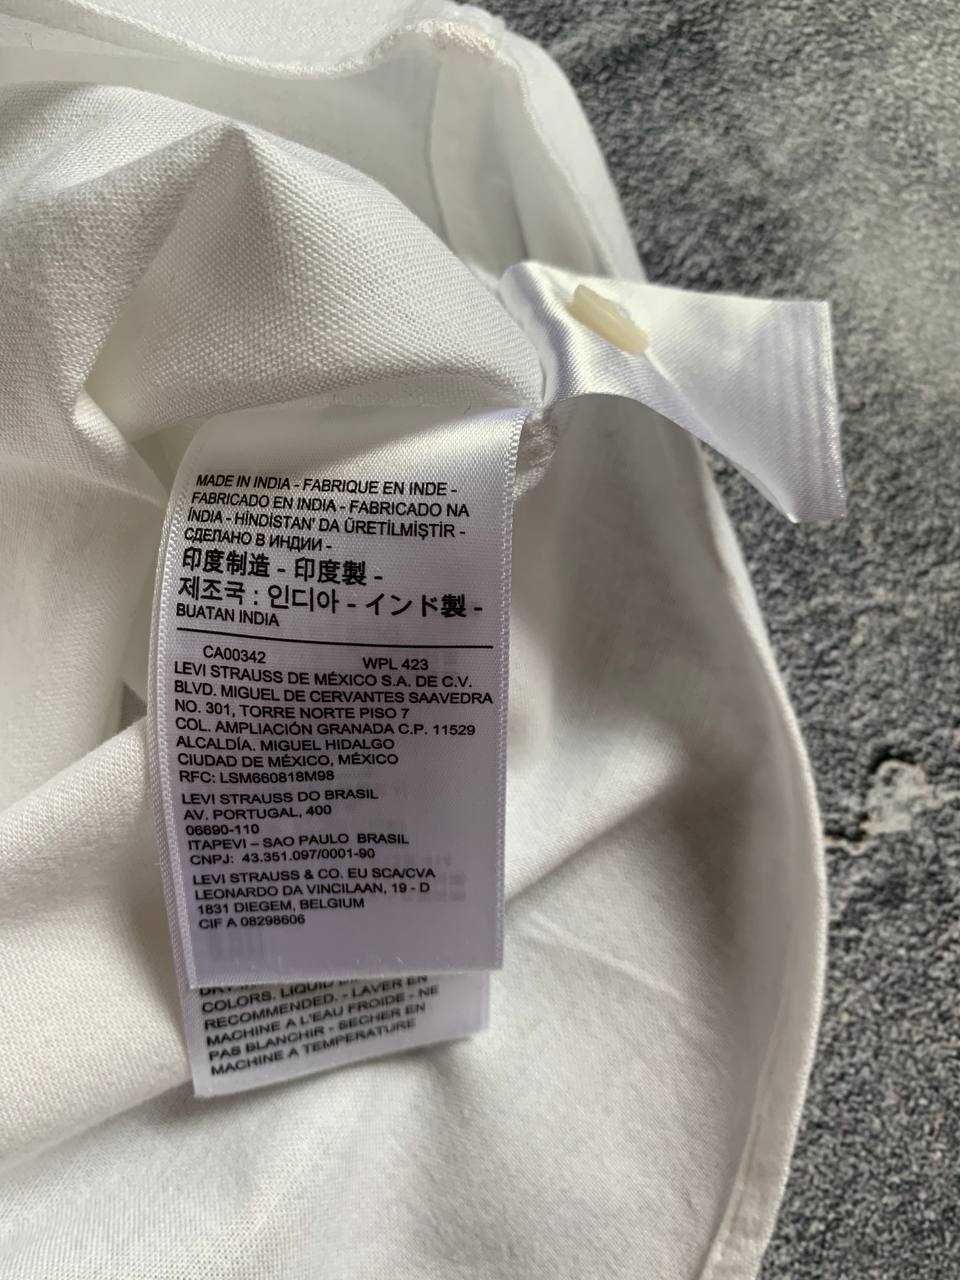 MADE IN INDIA - FABRIQUE EN INDE -
FABRICADO EN INDIA - FABRICADO NA
ÍNDIA - HİNDİSTAN' DA ÜRETİLMİŞTİR -
СДЕЛАНО В ИНДИИ -
印度制造 - 印度製 -
제조국 : 인디아 - インド製 -
BUATAN INDIA
CA00342 WPL 423
LEVI STRAUSS DE MÉXICO S.A. DE C.V.
BLVD. MIGUEL DE CERVANTES SAAVEDRA
NO. 301, TORRE NORTE PISO 7
COL. AMPLIACIÓN GRANADA C.P. 11529
ALCALDÍA. MIGUEL HIDALGO
CIUDAD DE MÉXICO, MÉXICO
RFC: LSM660818M98
LEVI STRAUSS DO BRASIL
AV. PORTUGAL, 400
06690-110
ITAPEVI – SAO PAULO BRASIL
CNPJ: 43.351.097/0001-90
LEVI STRAUSS & CO. EU SCA/CVA
LEONARDO DA VINCILAAN, 19 - D
1831 DIEGEM, BELGIUM
CIF A 08298606
COLORS. LIQUID
RECOMMENDED. - LAVER EN
MACHINE A L'EAU FROIDE - NE
PAS BLANCHIR - SECHER EN
MACHINE A TEMPERATURE